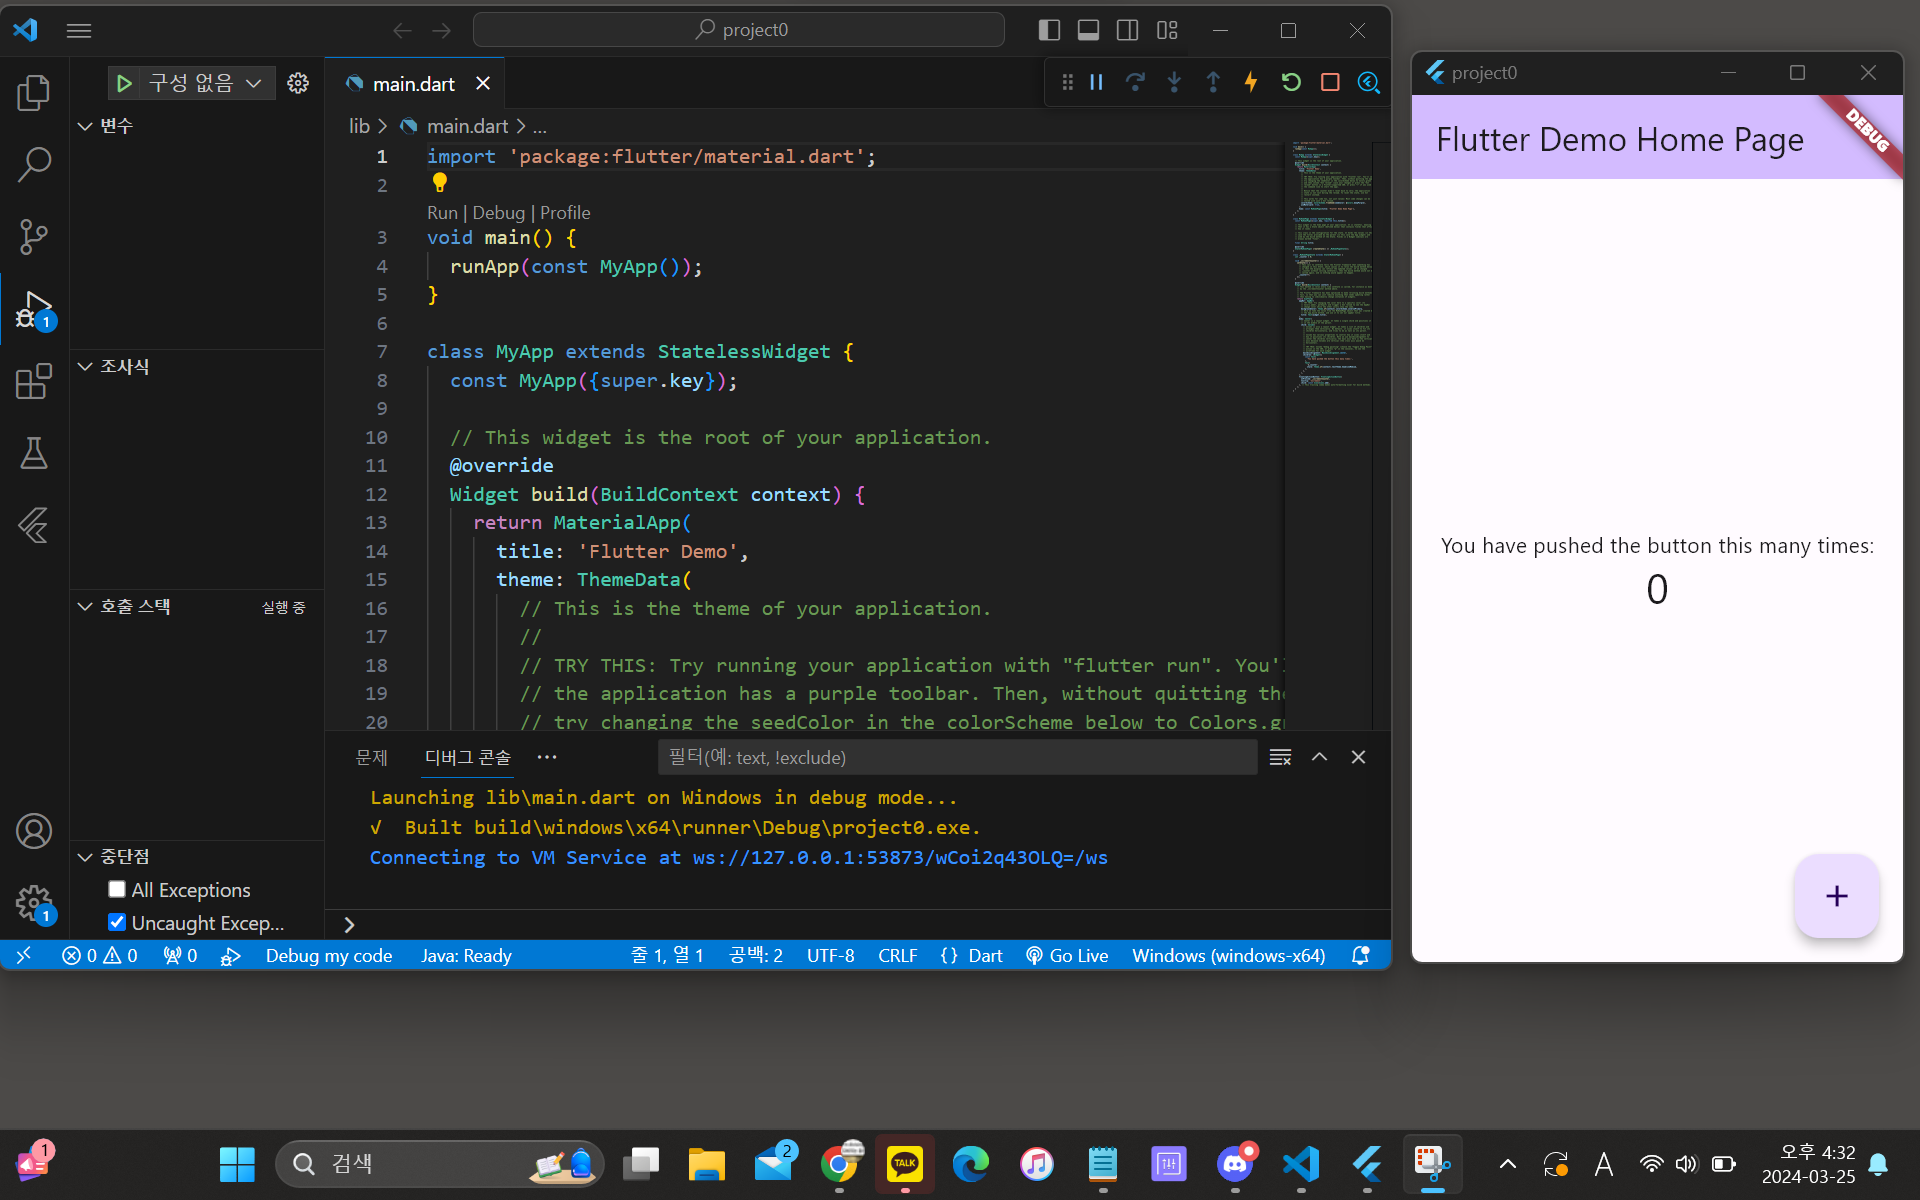 project0
구성 없음
변수
조사식
호출 스택
실행 중
중단점
All Exceptions
Uncaught Excep...
main.dart
lib > main.dart > ...
1 import 'package:flutter/material.dart';
2
Run | Debug | Profile
3 void main() {
4 runApp(const MyApp());
5 }
6
7 class MyApp extends StatelessWidget {
8 const MyApp({super.key});
9
10 // This widget is the root of your application.
11 @override
12 Widget build(BuildContext context) {
13 return MaterialApp(
14 title: 'Flutter Demo',
15 theme: ThemeData(
16 // This is the theme of your application.
17 //
18 // TRY THIS: Try running your application with "flutter run". You'l
19 // the application has a purple toolbar. Then, without quitting the
20 // try changing the seedColor in the colorScheme below to Colors.gr
문제
디버그 콘솔
필터(예: text, !exclude)
Launching lib\main.dart on Windows in debug mode...
√ Built build\windows\x64\runner\Debug\project0.exe.
Connecting to VM Service at ws://127.0.0.1:53873/wCoi2q43OLQ=/ws
>
1
1
0 0 0 Debug my code Java: Ready 줄 1, 열 1 공백: 2 UTF-8 CRLF {} Dart Go Live Windows (windows-x64)
project0
Flutter Demo Home Page
DEBUG
You have pushed the button this many times:
0
+
1
검색
2
TALK
A
오후 4:32
2024-03-25